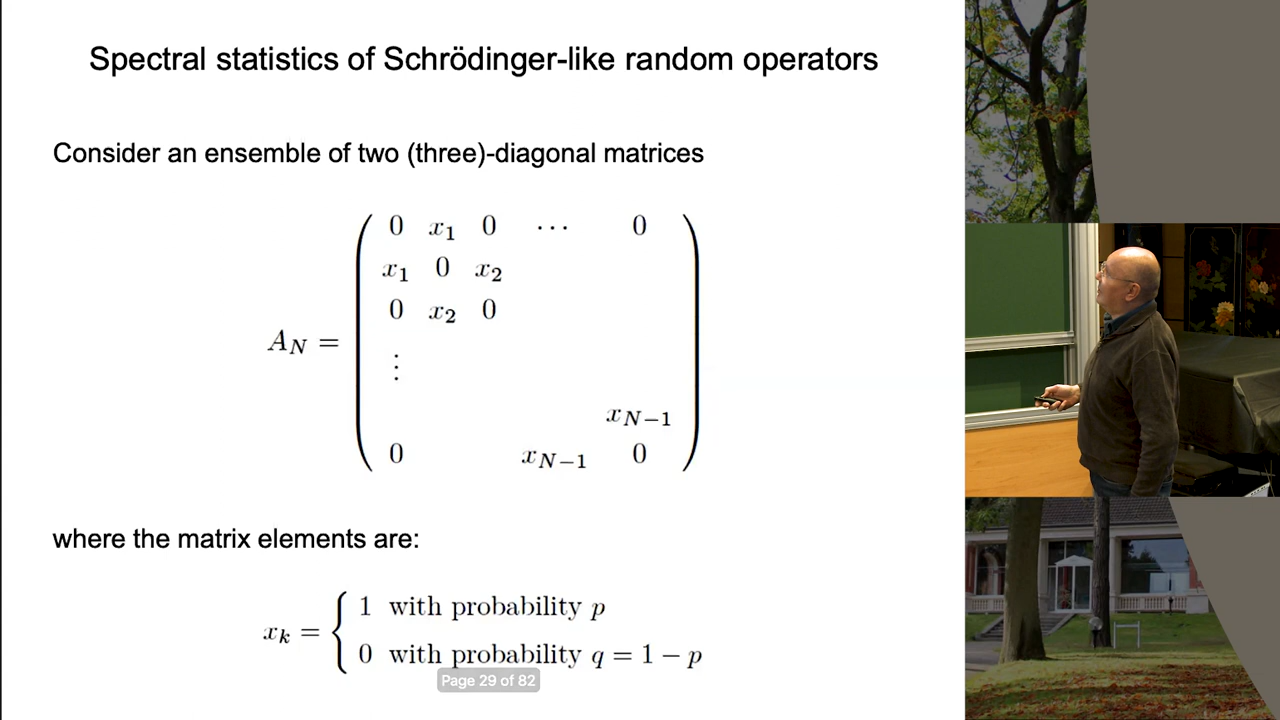 Spectral statistics of Schrödinger-like random operators
Consider an ensemble of two (three)-diagonal matrices
0 x₁ 0 ⋯ 0
x₁ 0 x₂
0 x₂ 0
A_N =
⋮
x_{N−1}
0 x_{N−1} 0
where the matrix elements are:
1 with probability p
x_k =
0 with probability q = 1 − p
Page 29 of 82